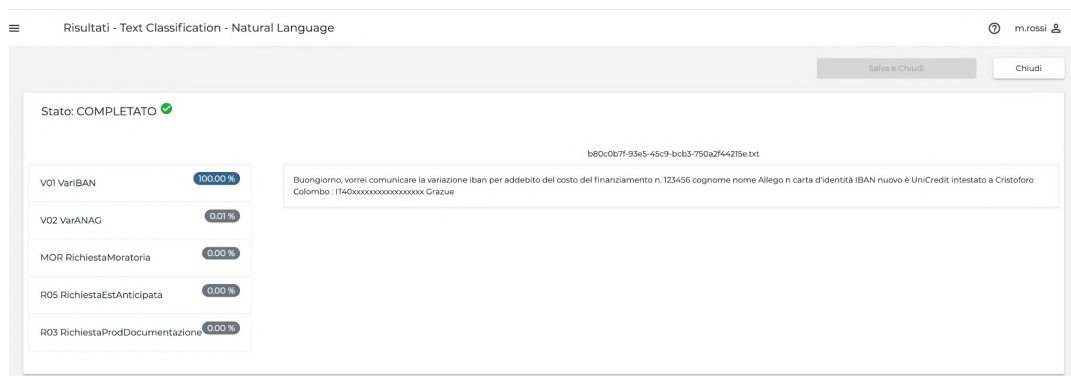 Risultati - Text Classification - Natural Language
m.rossi
Salva e Chiudi
Chiudi
Stato: COMPLETATO
b80c0b7f-93e5-45c9-bcb3-750a2f44215e.txt
V01 VarIBAN 100.00 %
V02 VarANAG 0.01 %
MOR RichiestaMoratoria 0.00 %
R05 RichiestaEstAnticipata 0.00 %
R03 RichiestaProdDocumentazione 0.00 %
Buongiorno, vorrei comunicare la variazione iban per addebito del costo del finanziamento n. 123456 cognome nome Allego n carta d'identità IBAN nuovo è UniCredit intestato a Cristoforo
Colombo : IT40xxxxxxxxxxxxxxxxxx Grazue